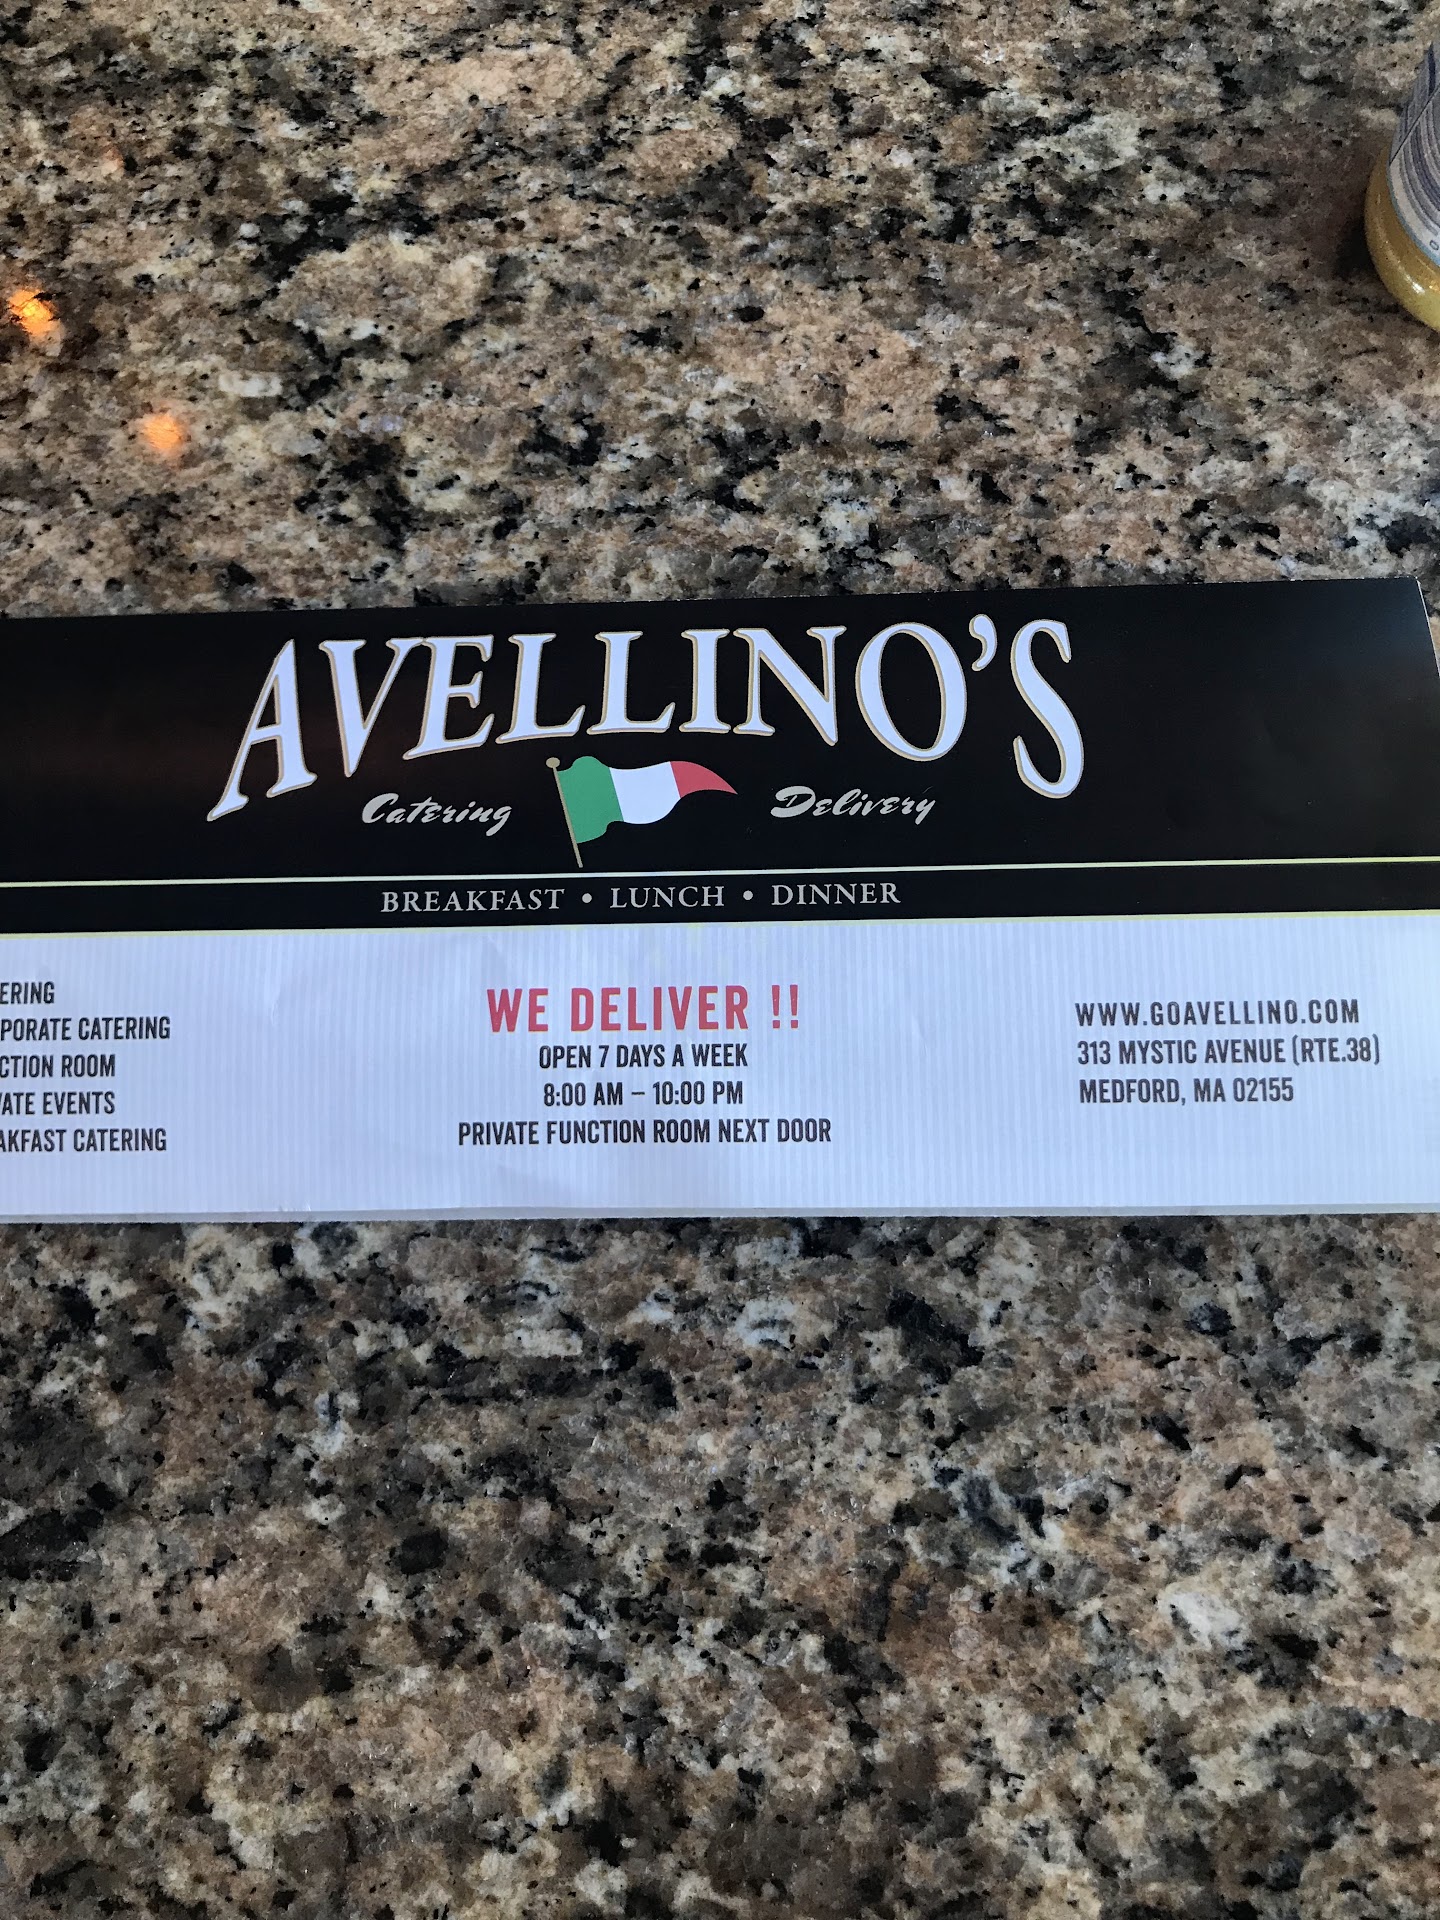 AVELLINO'S
Catering Delivery
BREAKFAST • LUNCH • DINNER
ERING
PORATE CATERING
CTION ROOM
ATE EVENTS
AKFAST CATERING
WE DELIVER !!
OPEN 7 DAYS A WEEK
8:00 AM – 10:00 PM
PRIVATE FUNCTION ROOM NEXT DOOR
WWW.GOAVELLINO.COM
313 MYSTIC AVENUE (RTE.38)
MEDFORD, MA 02155